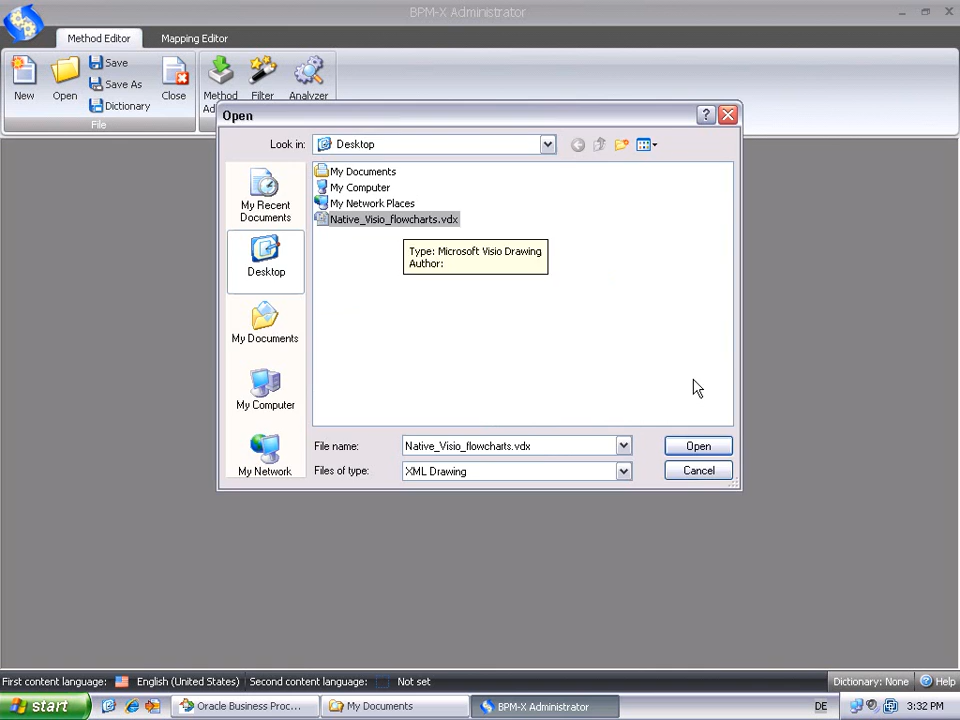 BPM-X Administrator
Method Editor
Mapping Editor
New
Open
Save
Save As
Dictionary
Close
Method
Filter
Analyzer
File
Open
Look in:
Desktop
My Recent
Documents
Desktop
My Documents
My Computer
My Network
My Documents
My Computer
My Network Places
Native_Visio_flowcharts.vdx
Type: Microsoft Visio Drawing
Author:
File name:
Native_Visio_flowcharts.vdx
Open
Files of type:
XML Drawing
Cancel
First content language:
English (United States)
Second content language:
Not set
Dictionary: None
Help
start
Oracle Business Proc...
My Documents
BPM-X Administrator
DE
3:32 PM